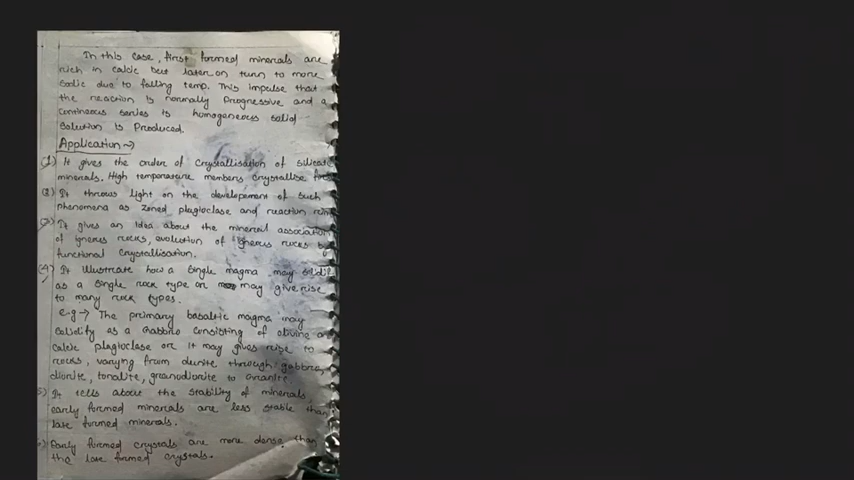 In this case, first formed minerals are
rich in calcic but later on turn to more
sodic due to falling temp. This impulse that
the reaction is normally progressive and a
continuous series is homogeneous solid
solution is Produced.
Application ~>
(1) It gives the order of crystallisation of silicate
minerals. High temperature members crystallise
(2) It throws light on the developement of such
phenomena as zoned plagioclase and reaction rim
(3) It gives an idea about the mineral association
of igneous rocks, evolution of igneous rocks by
functional crystallisation.
(4) It illustrate how a single magma may solidi
as a single rock type or may give rise
to many rock types.
e.g → The primary basaltic magma may
solidify as a Gabbro consisting of olivine
calcic plagioclase or it may gives rise to
rocks, varying from dunite through gabbro,
diorite, tonalite, granodiorite to Granite.
5) It tells about the stability of minerals,
early formed minerals are less stable than
late formed minerals.
6) Early formed crystals are more dense than
the late formed crystals.